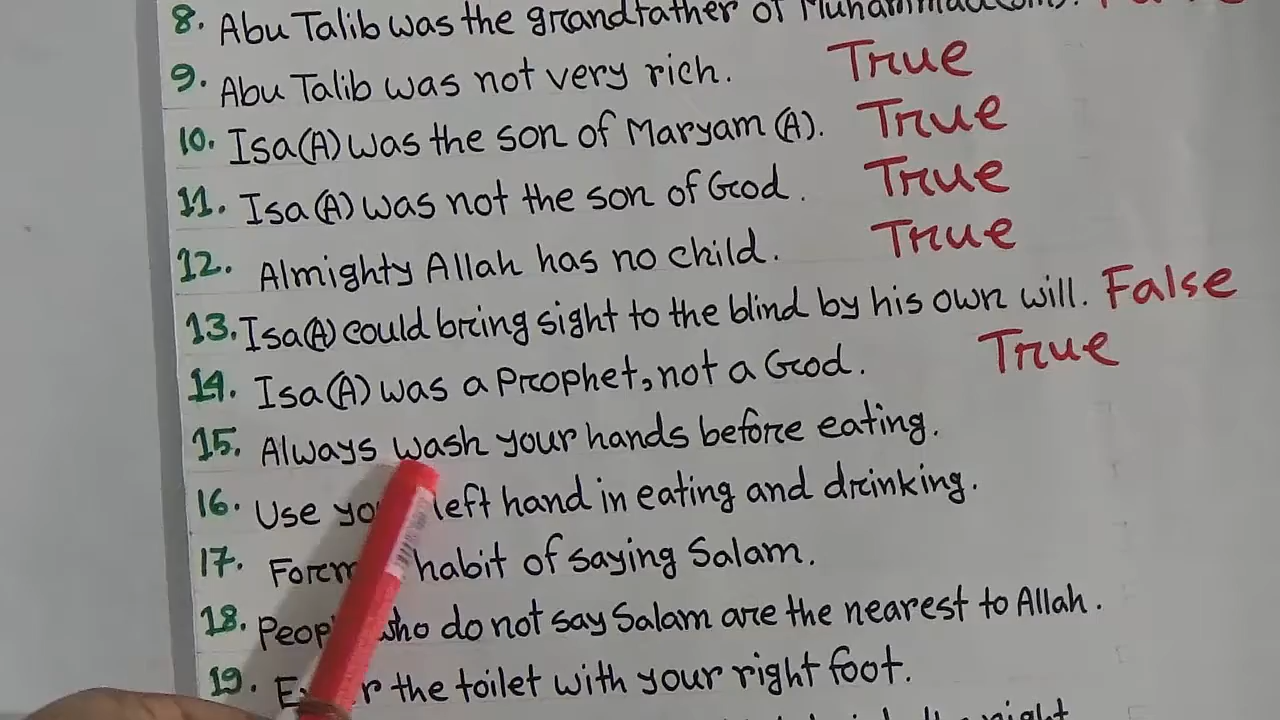 8. Abu Talib was the grandfather of
9. Abu Talib was not very rich. True
10. Isa(A) was the son of Maryam (A). True
11. Isa (A) was not the son of God. True
12. Almighty Allah has no child. True
13. Isa(A) could bring sight to the blind by his own will. False
14. Isa(A) was a Prophet, not a God. True
15. Always wash your hands before eating.
16. Use left hand in eating and drinking.
17. habit of saying Salam.
18. who do not say Salam are the nearest to Allah.
19. the toilet with your right foot.